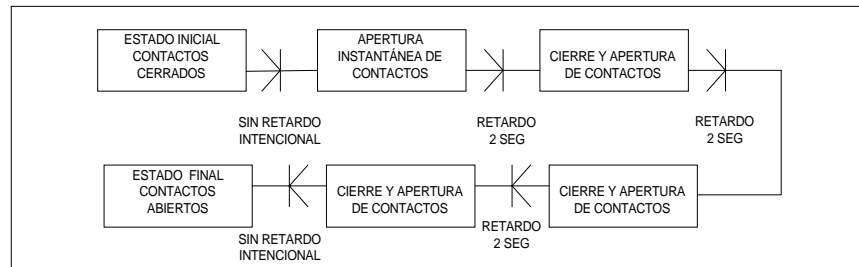 ESTADO INICIAL
CONTACTOS
CERRADOS
APERTURA
INSTANTÁNEA DE
CONTACTOS
CIERRE Y APERTURA
DE CONTACTOS
SIN RETARDO
INTENCIONAL
RETARDO
2 SEG
RETARDO
2 SEG
ESTADO FINAL
CONTACTOS
ABIERTOS
CIERRE Y APERTURA
DE CONTACTOS
CIERRE Y APERTURA
DE CONTACTOS
SIN RETARDO
INTENCIONAL
RETARDO
2 SEG